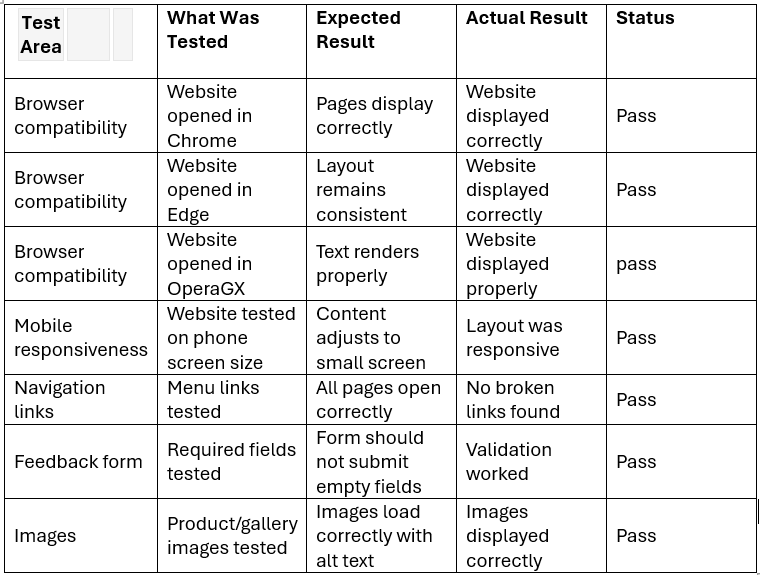 Test Area What Was Tested Expected Result Actual Result Status
Browser compatibility Website opened in Chrome Pages display correctly Website displayed correctly Pass
Browser compatibility Website opened in Edge Layout remains consistent Website displayed correctly Pass
Browser compatibility Website opened in OperaGX Text renders properly Website displayed properly pass
Mobile responsiveness Website tested on phone screen size Content adjusts to small screen Layout was responsive Pass
Navigation links Menu links tested All pages open correctly No broken links found Pass
Feedback form Required fields tested Form should not submit empty fields Validation worked Pass
Images Product/gallery images tested Images load correctly with alt text Images displayed correctly Pass